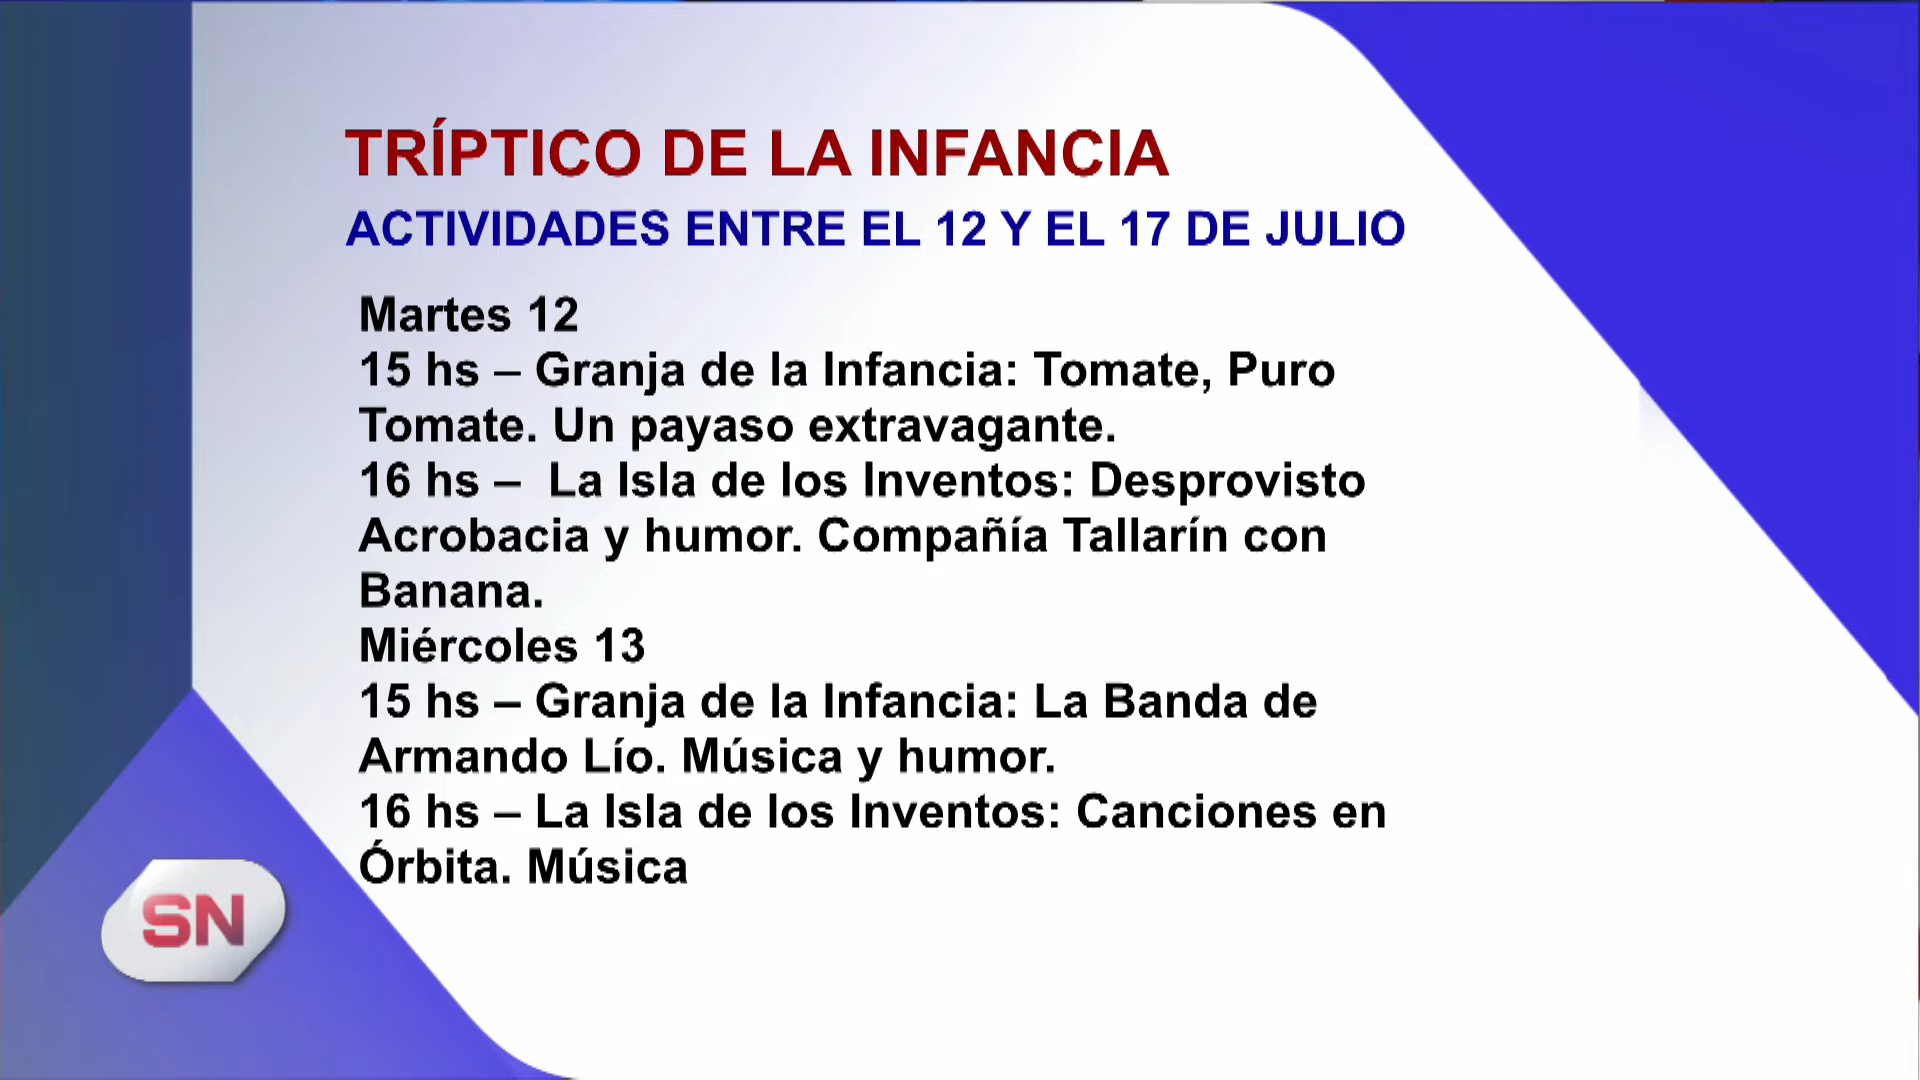 TRÍPTICO DE LA INFANCIA
ACTIVIDADES ENTRE EL 12 Y EL 17 DE JULIO
Martes 12
15 hs – Granja de la Infancia: Tomate, Puro
Tomate. Un payaso extravagante.
16 hs –  La Isla de los Inventos: Desprovisto
Acrobacia y humor. Compañía Tallarín con
Banana.
Miércoles 13
15 hs – Granja de la Infancia: La Banda de
Armando Lío. Música y humor.
16 hs – La Isla de los Inventos: Canciones en
Órbita. Música
SN